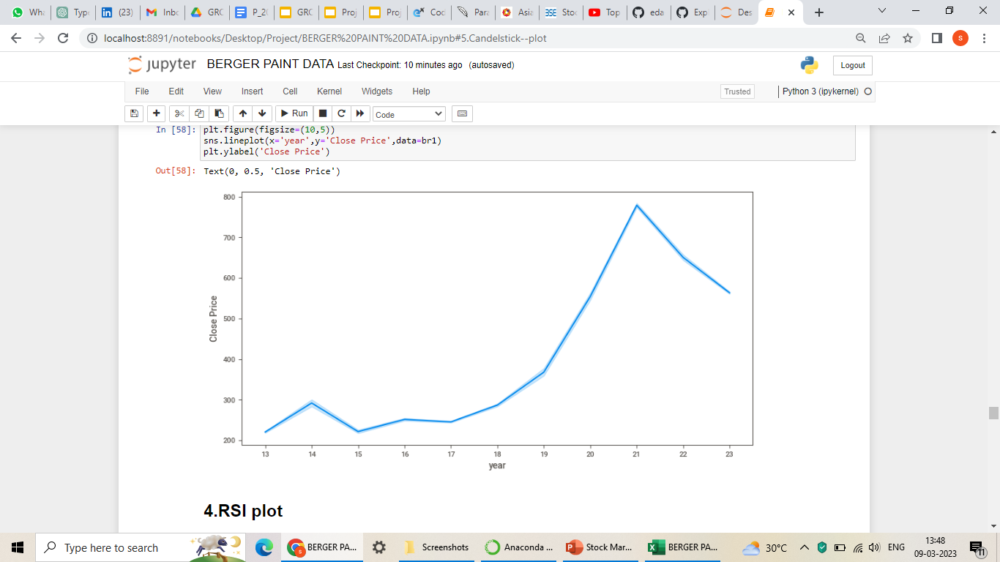 Wha
Type
(23)
Inbo
GRC
P_20
GRC
Proj
Proj
Cod
Para
Asia
Stoc
Top
eda
Expl
Des
localhost:8891/notebooks/Desktop/Project/BERGER%20PAINT%20DATA.ipynb#5.Candelstick--plot
s
jupyter BERGER PAINT DATA Last Checkpoint: 10 minutes ago (autosaved)
Logout
File Edit View Insert Cell Kernel Widgets Help
Trusted
Python 3 (ipykernel)
Run
Code
In [58]: plt.figure(figsize=(10,5))
sns.lineplot(x='year',y='Close Price',data=br1)
plt.ylabel('Close Price')
Out[58]: Text(0, 0.5, 'Close Price')
800
700
600
500
400
300
200
Close Price
13 14 15 16 17 18 19 20 21 22 23
year
4.RSI plot
Type here to search
BERGER PA...
Screenshots
Anaconda ...
Stock Mar...
BERGER PA...
30°C
ENG
13:48
09-03-2023
11